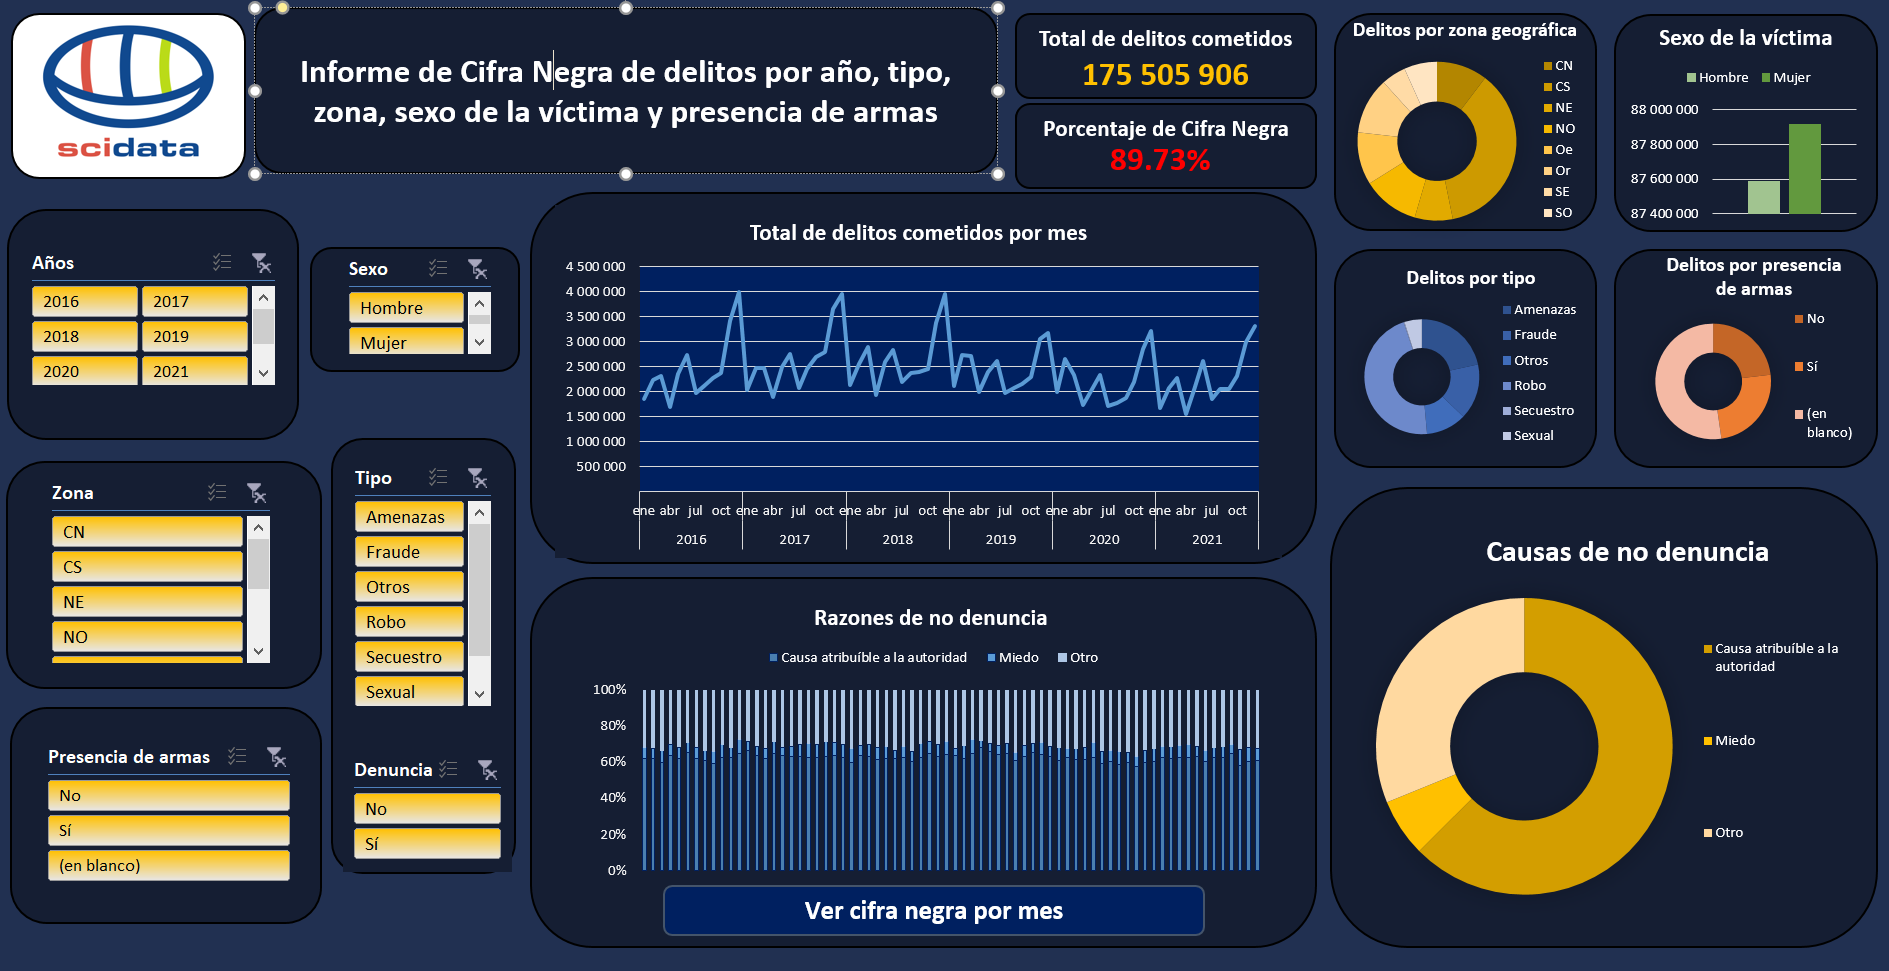 scidata
Informe de Cifra Negra de delitos por año, tipo,
zona, sexo de la víctima y presencia de armas
Total de delitos cometidos
175 505 906
Porcentaje de Cifra Negra
89.73%
Delitos por zona geográfica
CN
CS
NE
NO
Oe
Or
SE
SO
Sexo de la víctima
Hombre Mujer
88 000 000
87 800 000
87 600 000
87 400 000
Años
2016 2017
2018 2019
2020 2021
Sexo
Hombre
Mujer
Total de delitos cometidos por mes
4 500 000
4 000 000
3 500 000
3 000 000
2 500 000
2 000 000
1 500 000
1 000 000
500 000
ene abr jul oct ene abr jul oct ene abr jul oct ene abr jul oct ene abr jul oct ene abr jul oct
2016 2017 2018 2019 2020 2021
Delitos por tipo
Amenazas
Fraude
Otros
Robo
Secuestro
Sexual
Delitos por presencia
de armas
No
Sí
(en
blanco)
Zona
CN
CS
NE
NO
Tipo
Amenazas
Fraude
Otros
Robo
Secuestro
Sexual
Presencia de armas
No
Sí
(en blanco)
Denuncia
No
Sí
Razones de no denuncia
Causa atribuíble a la autoridad Miedo Otro
100%
80%
60%
40%
20%
0%
Ver cifra negra por mes
Causas de no denuncia
Causa atribuíble a la
autoridad
Miedo
Otro